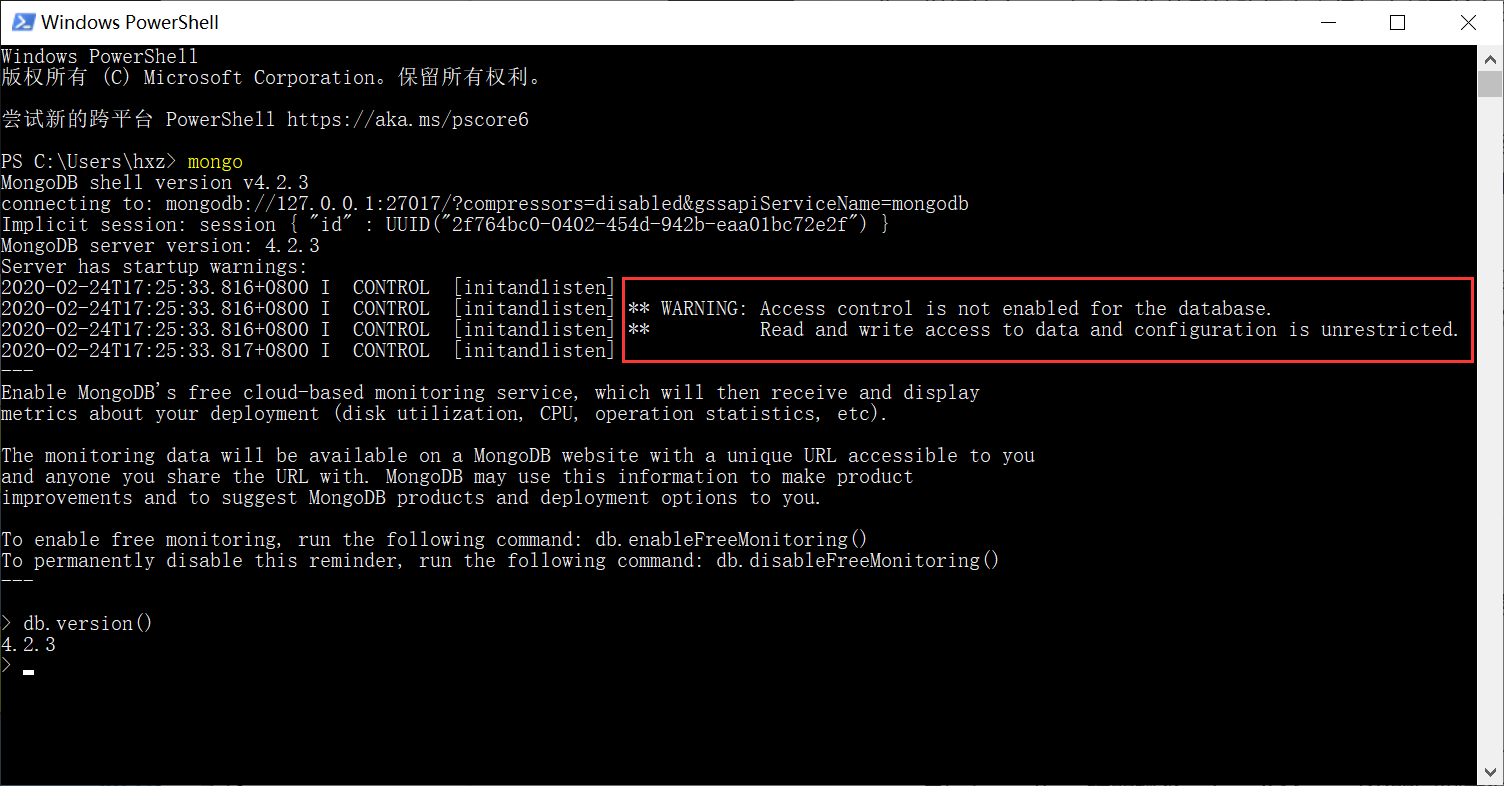 Windows PowerShell
Windows PowerShell
版权所有 (C) Microsoft Corporation。保留所有权利。
尝试新的跨平台 PowerShell https://aka.ms/pscore6
PS C:\Users\hxz> mongo
MongoDB shell version v4.2.3
connecting to: mongodb://127.0.0.1:27017/?compressors=disabled&gssapiServiceName=mongodb
Implicit session: session { "id" : UUID("2f764bc0-0402-454d-942b-eaa01bc72e2f") }
MongoDB server version: 4.2.3
Server has startup warnings:
2020-02-24T17:25:33.816+0800 I  CONTROL  [initandlisten]
2020-02-24T17:25:33.816+0800 I  CONTROL  [initandlisten] ** WARNING: Access control is not enabled for the database.
2020-02-24T17:25:33.816+0800 I  CONTROL  [initandlisten] **          Read and write access to data and configuration is unrestricted.
2020-02-24T17:25:33.817+0800 I  CONTROL  [initandlisten]
---
Enable MongoDB's free cloud-based monitoring service, which will then receive and display
metrics about your deployment (disk utilization, CPU, operation statistics, etc).
The monitoring data will be available on a MongoDB website with a unique URL accessible to you
and anyone you share the URL with. MongoDB may use this information to make product
improvements and to suggest MongoDB products and deployment options to you.
To enable free monitoring, run the following command: db.enableFreeMonitoring()
To permanently disable this reminder, run the following command: db.disableFreeMonitoring()
---
> db.version()
4.2.3
>